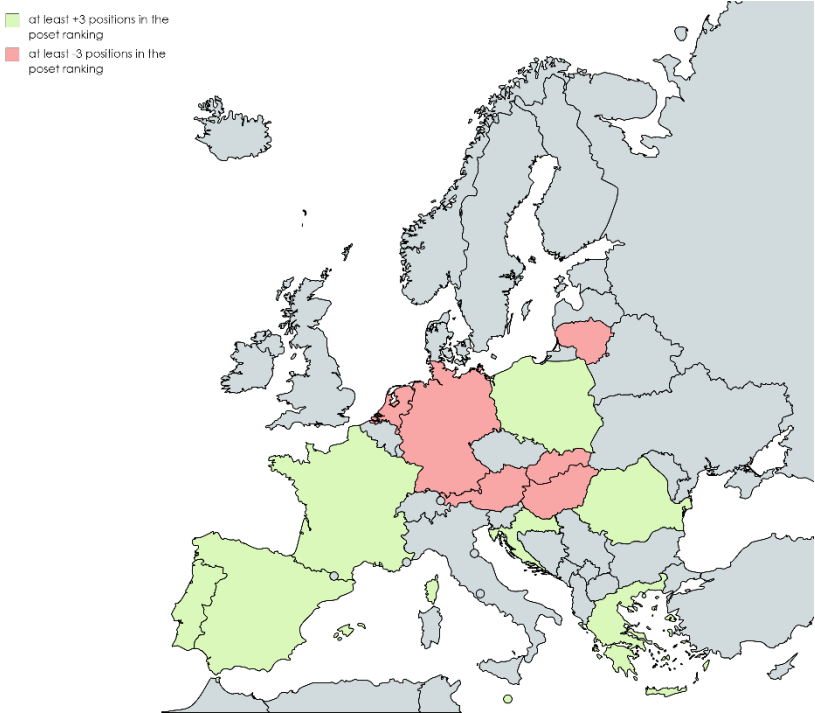 at least +3 positions in the
poset ranking
at least -3 positions in the
poset ranking